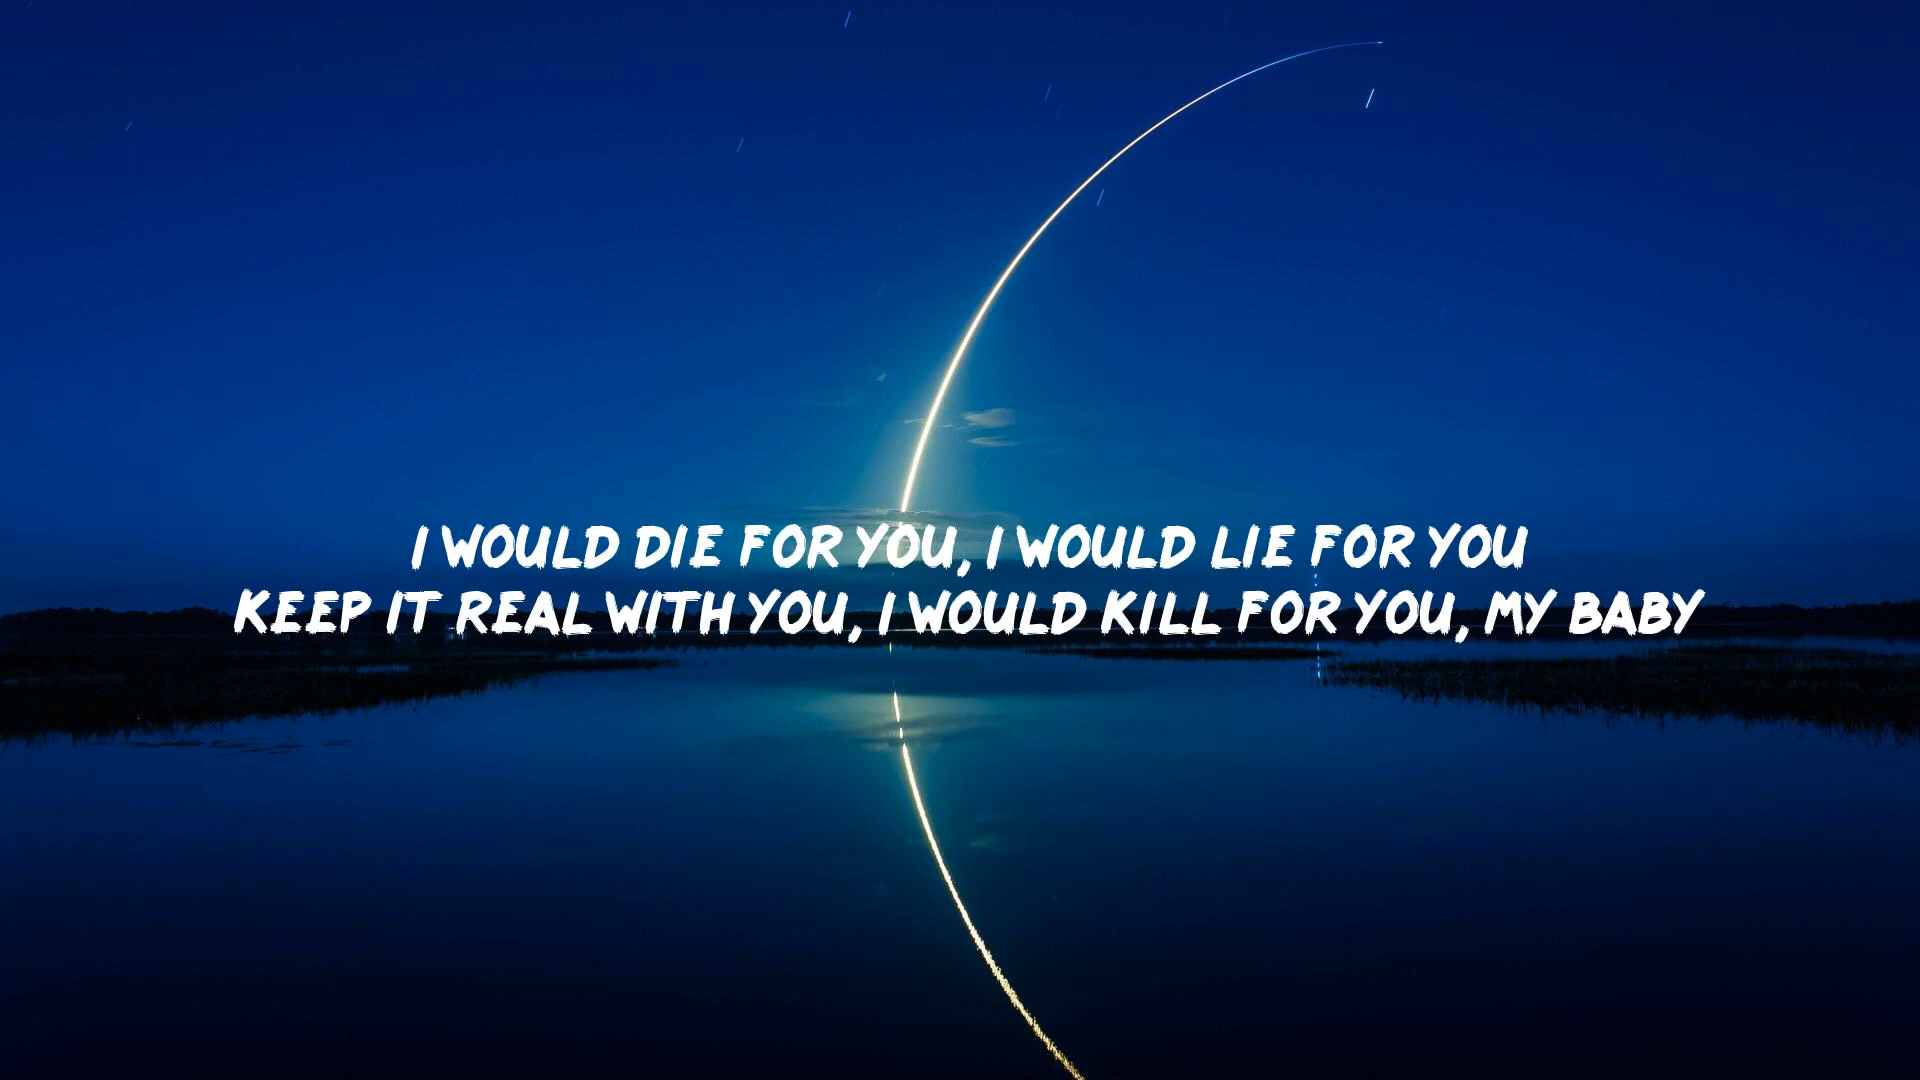 I WOULD DIE FOR YOU, I WOULD LIE FOR YOU
KEEP IT REAL WITH YOU, I WOULD KILL FOR YOU, MY BABY